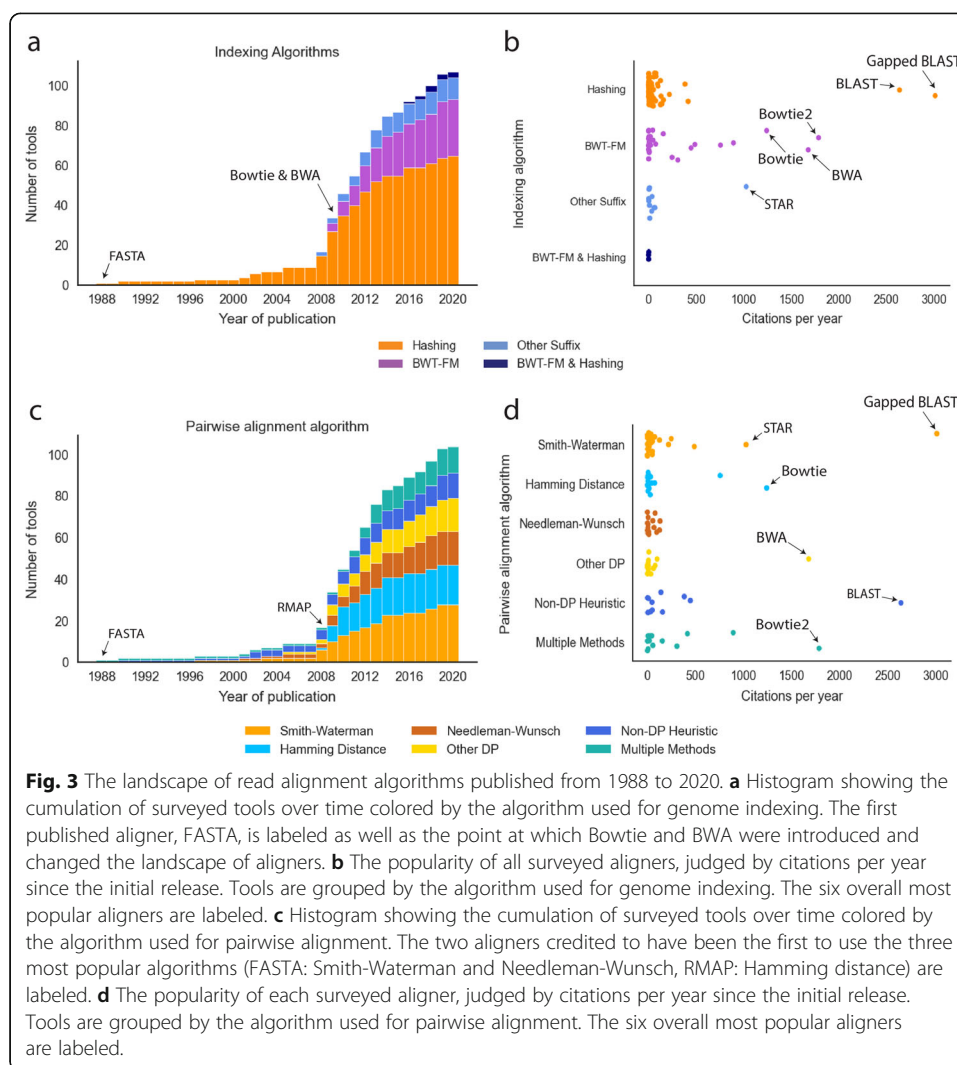 a
Indexing Algorithms
Number of tools
100
80
60
40
20
0
FASTA
Bowtie & BWA
1988 1992 1996 2000 2004 2008 2012 2016 2020
Year of publication
Hashing
Other Suffix
BWT-FM
BWT-FM & Hashing
b
Indexing algorithm
Hashing
BWT-FM
Other Suffix
BWT-FM & Hashing
Gapped BLAST
BLAST
Bowtie2
Bowtie
BWA
STAR
0 500 1000 1500 2000 2500 3000
Citations per year
c
Pairwise alignment algorithm
Number of tools
100
80
60
40
20
0
FASTA
RMAP
1988 1992 1996 2000 2004 2008 2012 2016 2020
Year of publication
d
Pairwise alignment algorithm
Smith-Waterman
Hamming Distance
Needleman-Wunsch
Other DP
Non-DP Heuristic
Multiple Methods
Gapped BLAST
STAR
Bowtie
BWA
BLAST
Bowtie2
0 500 1000 1500 2000 2500 3000
Citations per year
Smith-Waterman
Needleman-Wunsch
Non-DP Heuristic
Hamming Distance
Other DP
Multiple Methods
Fig. 3 The landscape of read alignment algorithms published from 1988 to 2020. a Histogram showing the
cumulation of surveyed tools over time colored by the algorithm used for genome indexing. The first
published aligner, FASTA, is labeled as well as the point at which Bowtie and BWA were introduced and
changed the landscape of aligners. b The popularity of all surveyed aligners, judged by citations per year
since the initial release. Tools are grouped by the algorithm used for genome indexing. The six overall most
popular aligners are labeled. c Histogram showing the cumulation of surveyed tools over time colored by
the algorithm used for pairwise alignment. The two aligners credited to have been the first to use the three
most popular algorithms (FASTA: Smith-Waterman and Needleman-Wunsch, RMAP: Hamming distance) are
labeled. d The popularity of each surveyed aligner, judged by citations per year since the initial release.
Tools are grouped by the algorithm used for pairwise alignment. The six overall most popular aligners
are labeled.